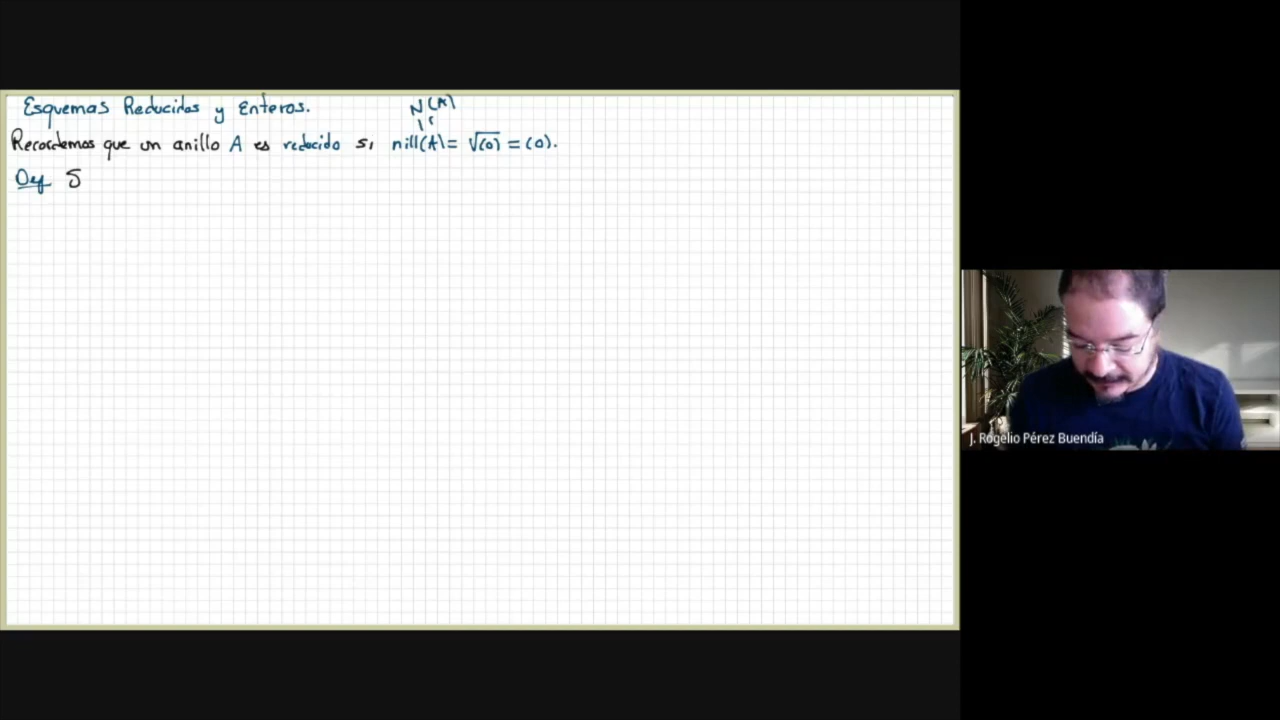 Esquemas Reducidos y Enteros.
N(A)
Recordemos que un anillo A es reducido si nill(A) = √(0) = (0).
Def S
J. Rogelio Pérez Buendía